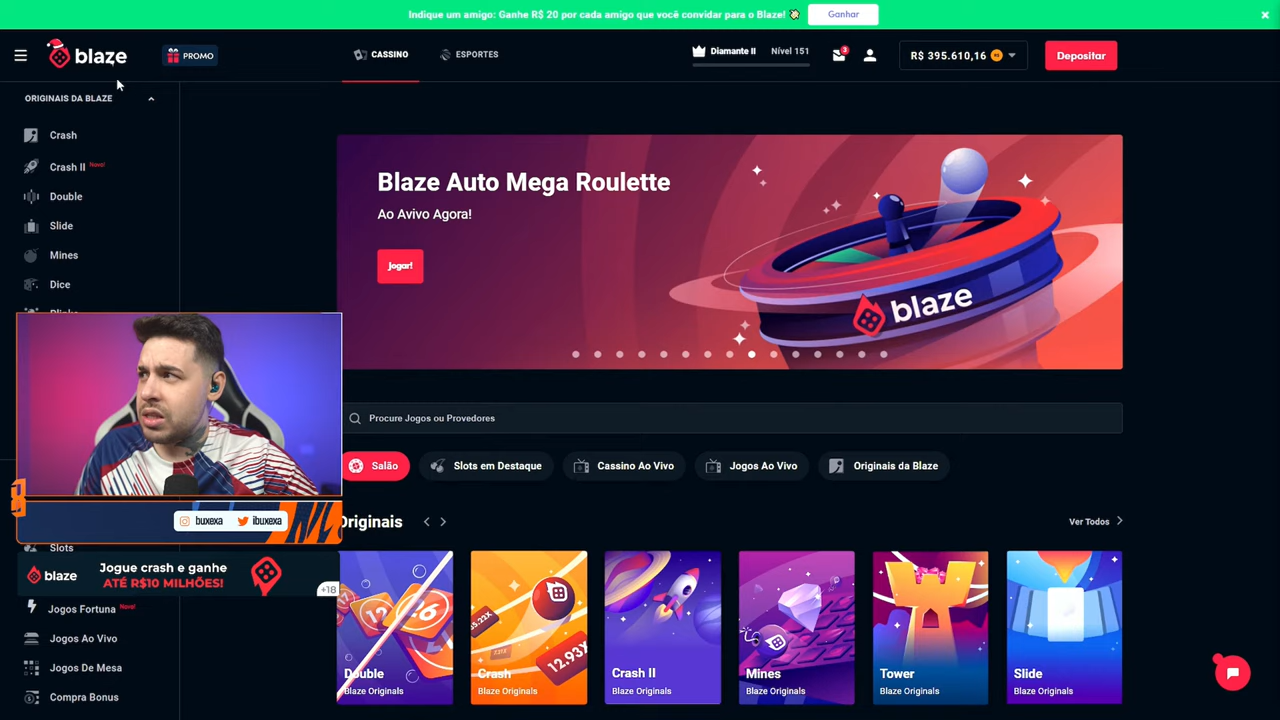 Indique um amigo: Ganhe R$ 20 por cada amigo que você convidar para o Blaze!
Ganhar
blaze
PROMO
CASSINO
ESPORTES
Diamante II
Nível 151
3
R$ 395.610,16
R$
Depositar
ORIGINAIS DA BLAZE
Crash
Crash II Novo!
Double
Slide
Mines
Dice
Blaze Auto Mega Roulette
Ao Avivo Agora!
Jogar!
blaze
Procure Jogos ou Provedores
Salão
Slots em Destaque
Cassino Ao Vivo
Jogos Ao Vivo
Originais da Blaze
buxexa
ibuxexa
Originais
Ver Todos
Slots
blaze
Jogue crash e ganhe
ATÉ R$10 MILHÕES!
+18
Jogos Fortuna Novo!
Jogos Ao Vivo
Jogos De Mesa
Compra Bonus
12
Double
Blaze Originals
12.93X
Crash
Blaze Originals
Crash II
Blaze Originals
Mines
Blaze Originals
Tower
Blaze Originals
Slide
Blaze Originals